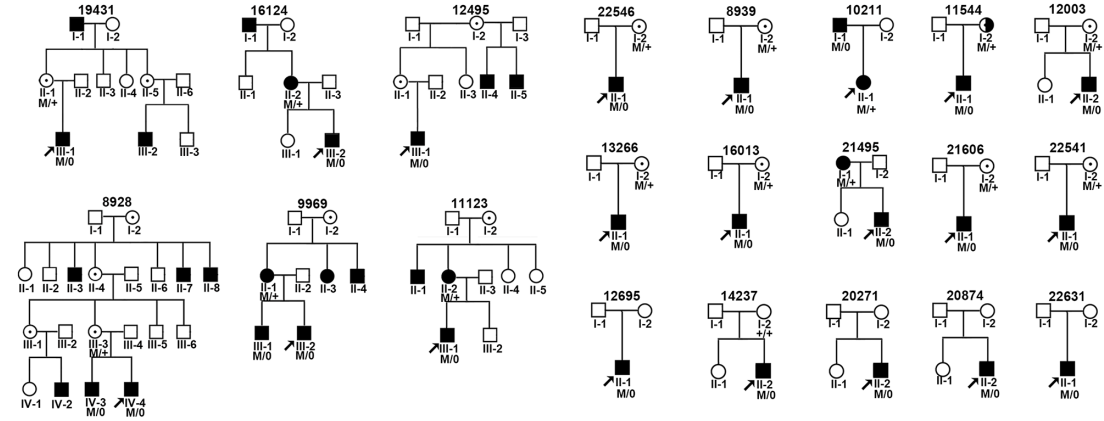 19431
I-1 I-2
II-1 II-2 II-3 II-4 II-5 II-6
M/+
III-1 III-2 III-3
M/0
16124
I-1 I-2
II-1 II-2 II-3
M/+
III-1 III-2
M/0
12495
I-1 I-2 I-3
II-1 II-2 II-3 II-4 II-5
III-1
M/0
22546
I-1 I-2
M/+
II-1
M/0
8939
I-1 I-2
M/+
II-1
M/0
10211
I-1 I-2
M/0
II-1
M/+
11544
I-1 I-2
M/+
II-1
M/0
12003
I-1 I-2
M/+
II-1 II-2
M/0
13266
I-1 I-2
M/+
II-1
M/0
16013
I-1 I-2
M/+
II-1
M/0
21495
I-1 I-2
M/+
II-1 II-2
M/0
21606
I-1 I-2
M/+
II-1
M/0
22541
I-1 I-2
M/+
II-1
M/0
8928
I-1 I-2
II-1 II-2 II-3 II-4 II-5 II-6 II-7 II-8
III-1 III-2 III-3 III-4 III-5 III-6
M/+
IV-1 IV-2 IV-3 IV-4
M/0 M/0
9969
I-1 I-2
II-1 II-2 II-3 II-4
M/+
III-1 III-2
M/0 M/0
11123
I-1 I-2
II-1 II-2 II-3 II-4 II-5
M/+
III-1 III-2
M/0
12695
I-1 I-2
II-1
M/0
14237
I-1 I-2
+/+
II-1 II-2
M/0
20271
I-1 I-2
II-1 II-2
M/0
20874
I-1 I-2
II-1 II-2
M/0
22631
I-1 I-2
II-1
M/0